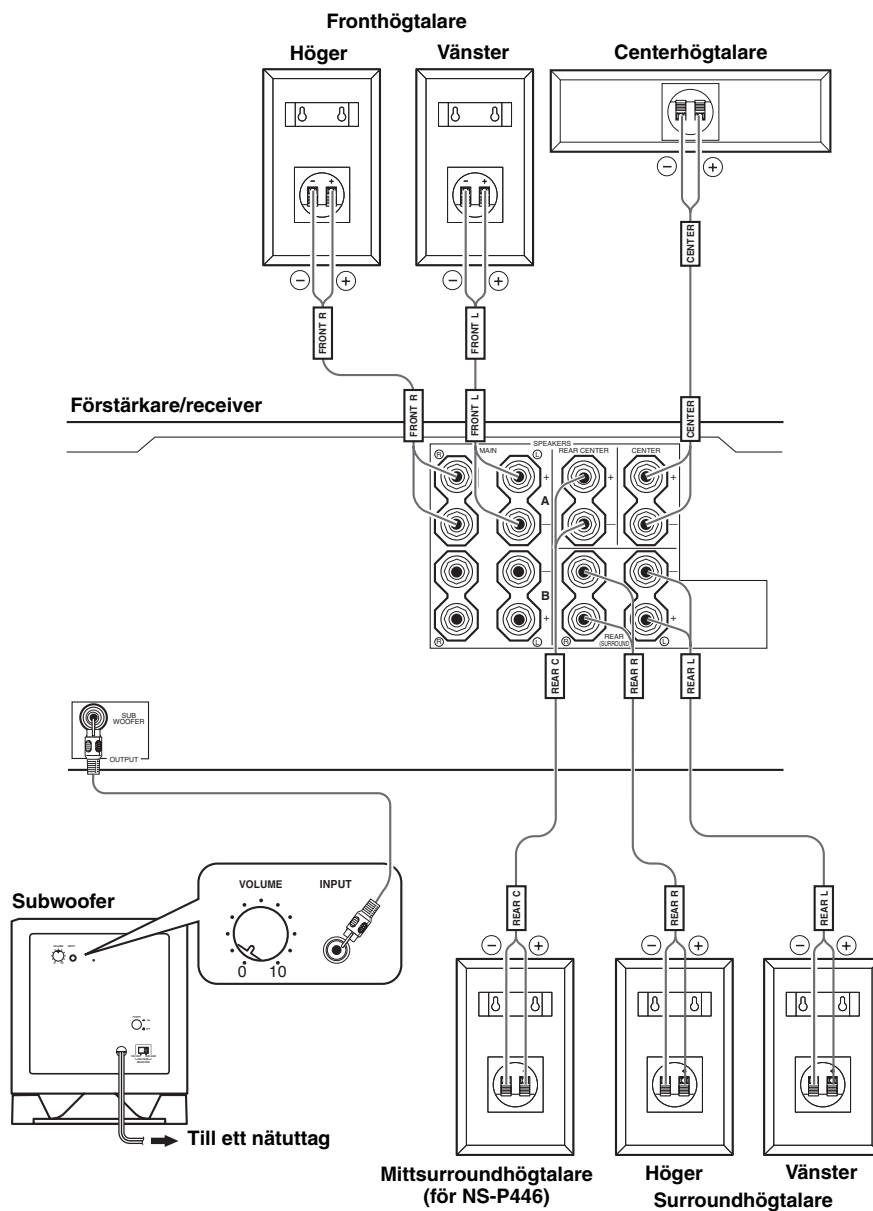 Fronthögtalare
Höger
Vänster
Centerhögtalare
− +
− +
− +
− +
− +
FRONT R
FRONT L
CENTER
Förstärkare/receiver
FRONT R
FRONT L
CENTER
SPEAKERS
R MAIN L REAR CENTER CENTER
+ + +
A
− − −
− −
B
+ +
R L R REAR L
(SURROUND)
REAR C
REAR R
REAR L
SUB
WOOFER
OUTPUT
Subwoofer
VOLUME INPUT
0 10
REAR C
REAR R
REAR L
− +
− +
− +
Till ett nätuttag
Mittsurroundhögtalare
(för NS-P446)
Höger
Vänster
Surroundhögtalare